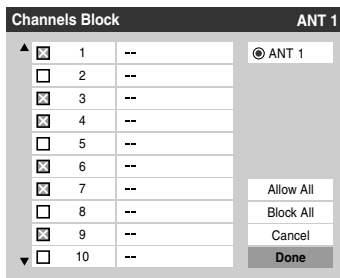 Channels Block ANT 1
1 -- ANT 1
2 --
3 --
4 --
5 --
6 --
7 -- Allow All
8 -- Block All
9 -- Cancel
10 -- Done